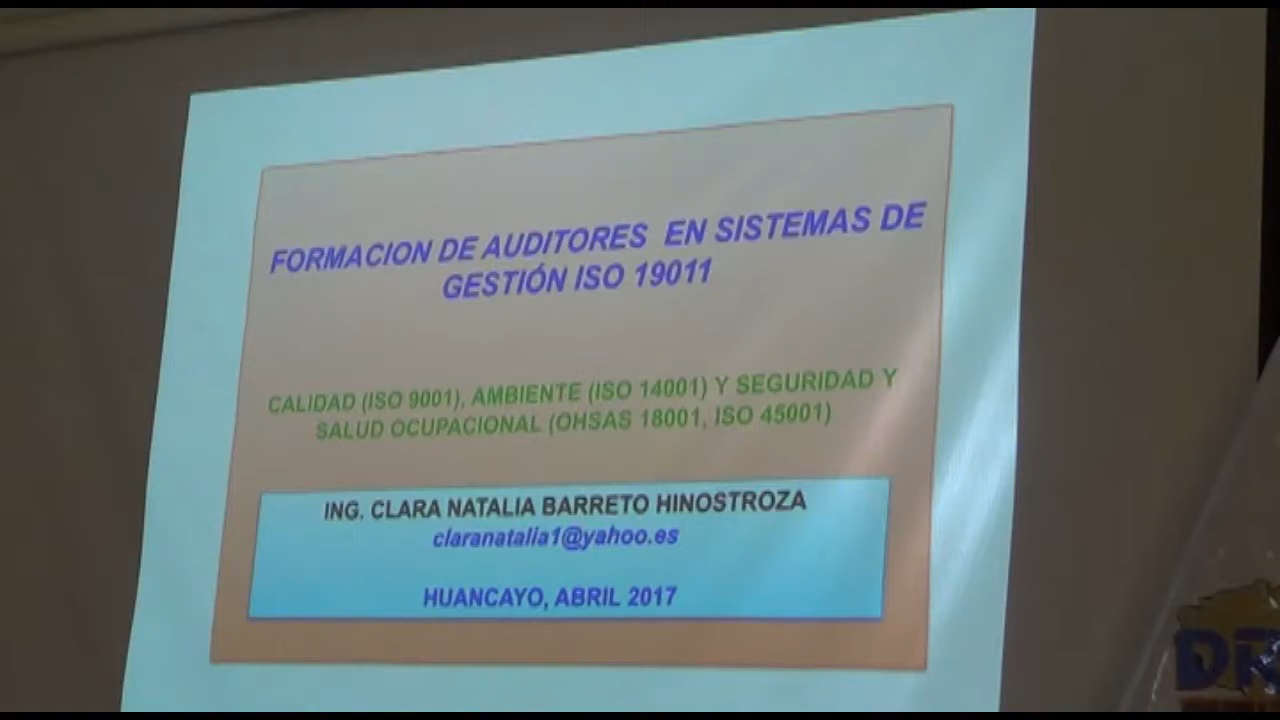 FORMACION DE AUDITORES EN SISTEMAS DE
GESTIÓN ISO 19011
CALIDAD (ISO 9001), AMBIENTE (ISO 14001) Y SEGURIDAD Y
SALUD OCUPACIONAL (OHSAS 18001, ISO 45001)
ING. CLARA NATALIA BARRETO HINOSTROZA
claranatalia1@yahoo.es
HUANCAYO, ABRIL 2017